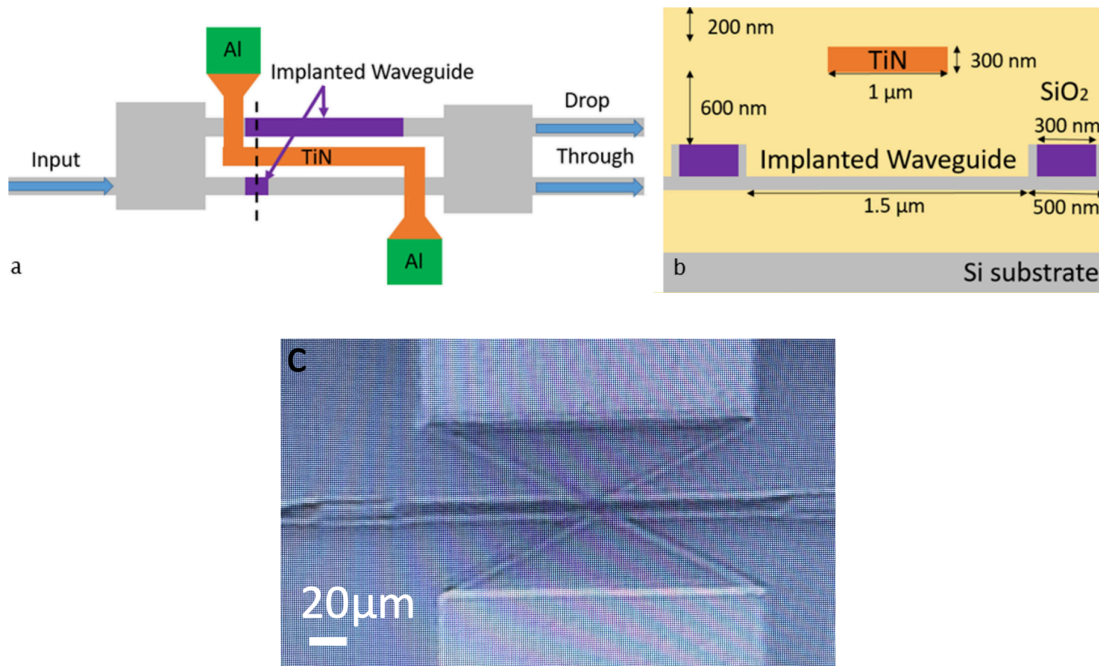 Al
Implanted Waveguide
Drop
Input
TiN
Through
Al
a
200 nm
TiN
300 nm
1 µm
SiO₂
600 nm
300 nm
Implanted Waveguide
1.5 µm
500 nm
b
Si substrate
C
20µm